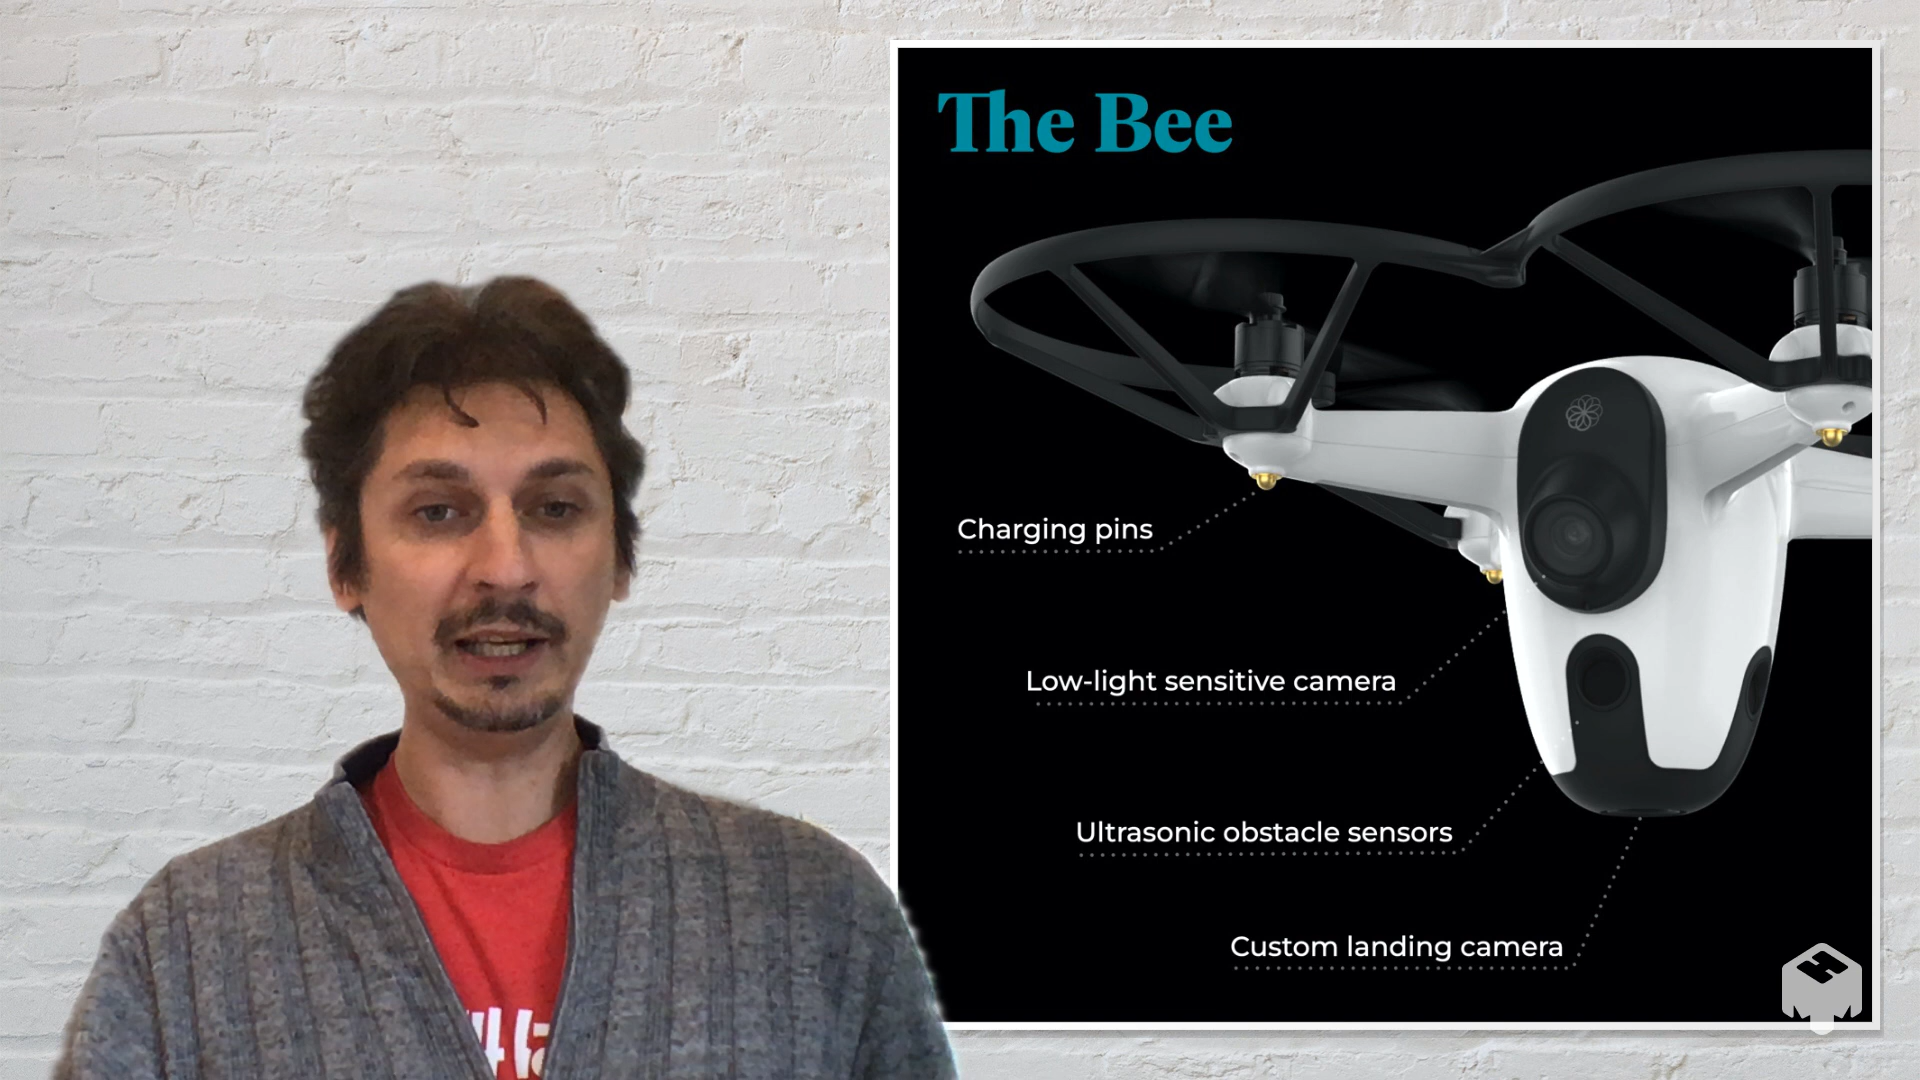 The Bee
Charging pins
Low-light sensitive camera
Ultrasonic obstacle sensors
Custom landing camera